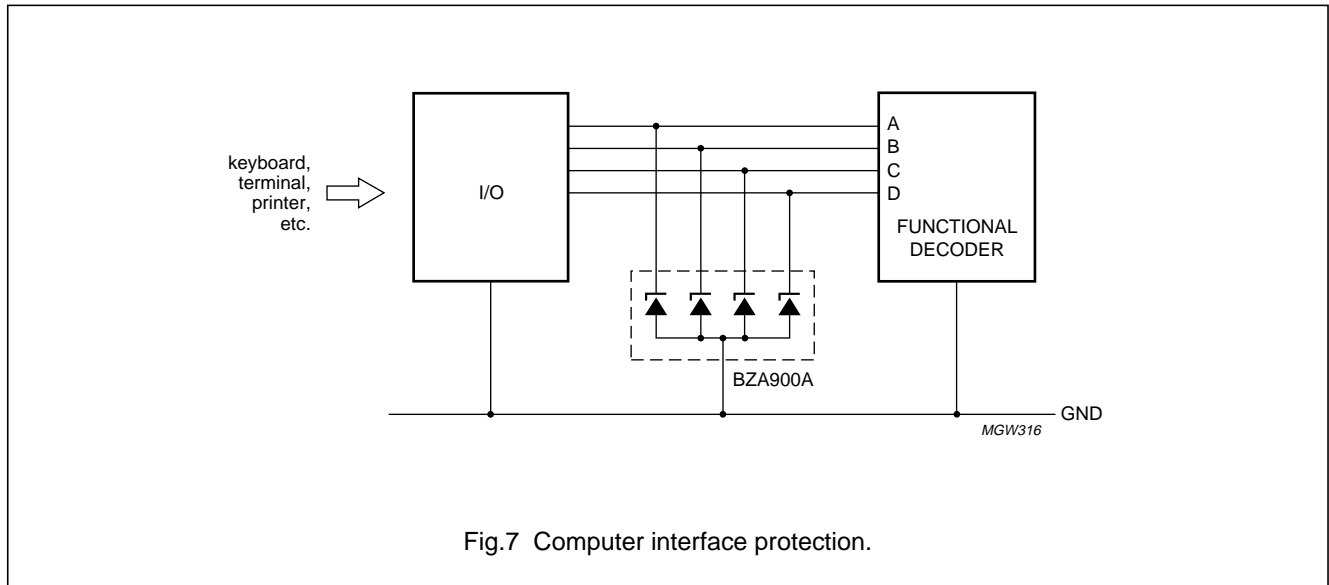 keyboard,
terminal,
printer,
etc.
I/O
A
B
C
D
FUNCTIONAL
DECODER
BZA900A
GND
MGW316
Fig.7 Computer interface protection.